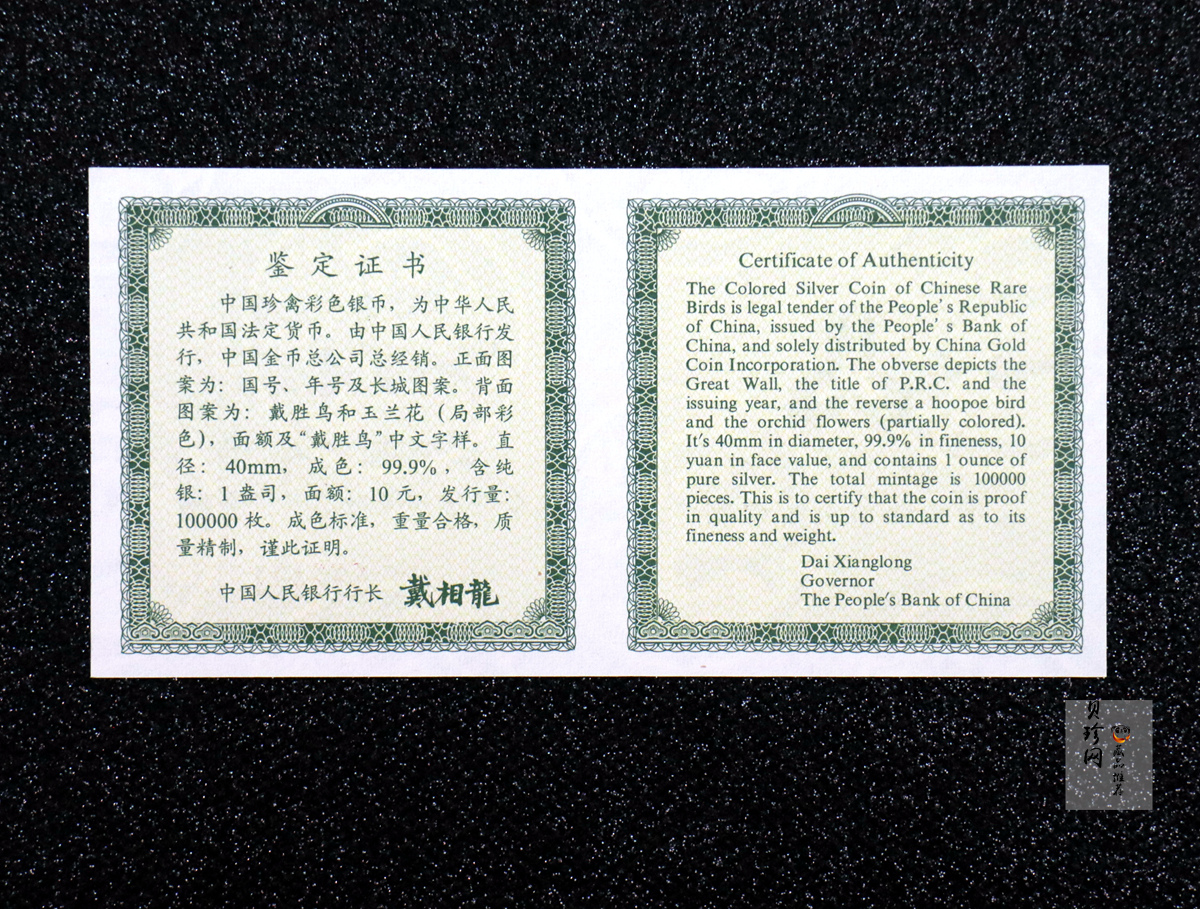 鉴定证书
中国珍禽彩色银币，为中华人民
共和国法定货币。由中国人民银行发
行，中国金币总公司总经销。正面图
案为：国号、年号及长城图案。背面
图案为：戴胜鸟和玉兰花（局部彩
色），面额及“戴胜鸟”中文字样。直
径：40mm，成色：99.9%，含纯
银：1盎司，面额：10元，发行量：
100000枚。成色标准，重量合格，质
量精制，谨此证明。
中国人民银行行长 戴相龍
Certificate of Authenticity
The Colored Silver Coin of Chinese Rare
Birds is legal tender of the People's Republic
of China, issued by the People's Bank of
China, and solely distributed by China Gold
Coin Incorporation. The obverse depicts the
Great Wall, the title of P.R.C. and the
issuing year, and the reverse a hoopoe bird
and the orchid flowers (partially colored).
It's 40mm in diameter, 99.9% in fineness, 10
yuan in face value, and contains 1 ounce of
pure silver. The total mintage is 100000
pieces. This is to certify that the coin is proof
in quality and is up to standard as to its
fineness and weight.
Dai Xianglong
Governor
The People's Bank of China
贝珍网
藏品推荐